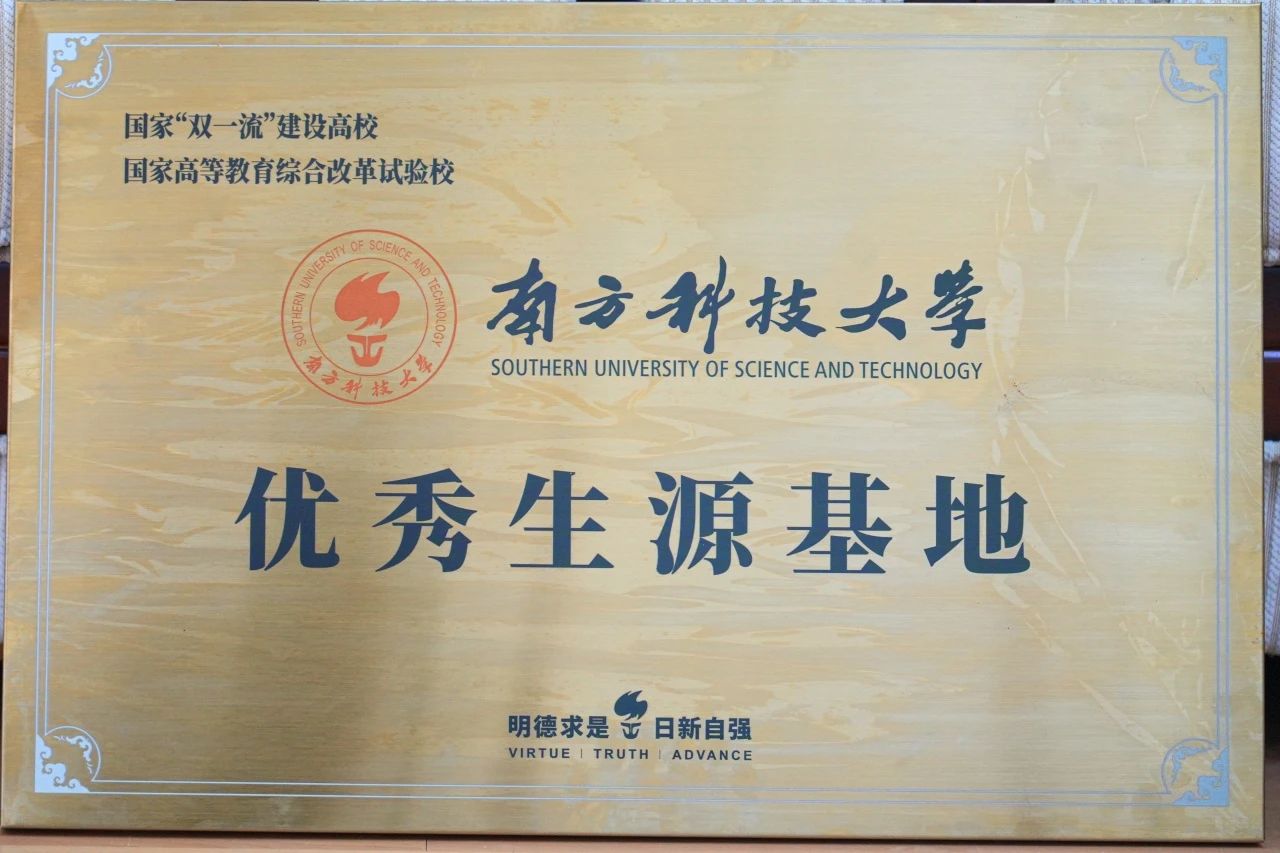 国家“双一流”建设高校
国家高等教育综合改革试验校
SOUTHERN UNIVERSITY OF SCIENCE AND TECHNOLOGY
南方科技大学
南方科技大学
SOUTHERN UNIVERSITY OF SCIENCE AND TECHNOLOGY
优秀生源基地
明德求是 日新自强
VIRTUE | TRUTH | ADVANCE